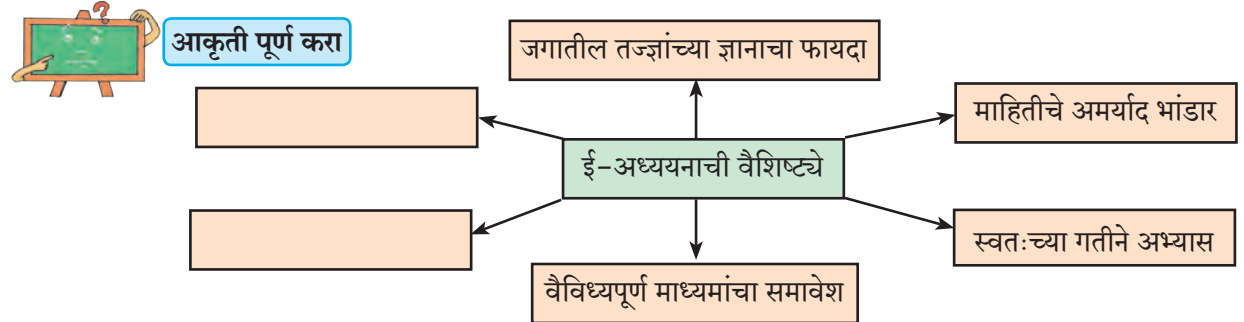 आकृती पूर्ण करा
जगातील तज्ज्ञांच्या ज्ञानाचा फायदा
माहितीचे अमर्याद भांडार
ई-अध्ययनाची वैशिष्ट्ये
स्वतःच्या गतीने अभ्यास
वैविध्यपूर्ण माध्यमांचा समावेश